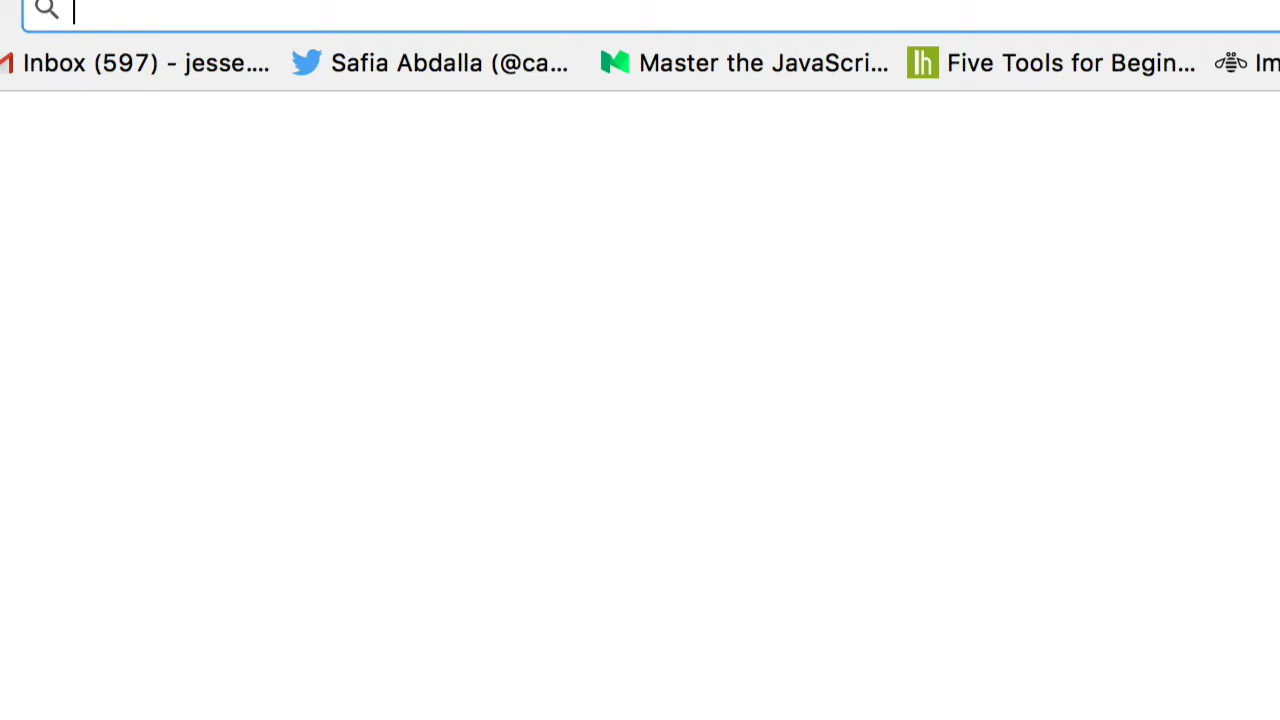 Inbox (597) - jesse.... Safia Abdalla (@ca... Master the JavaScri... Five Tools for Begin... Im